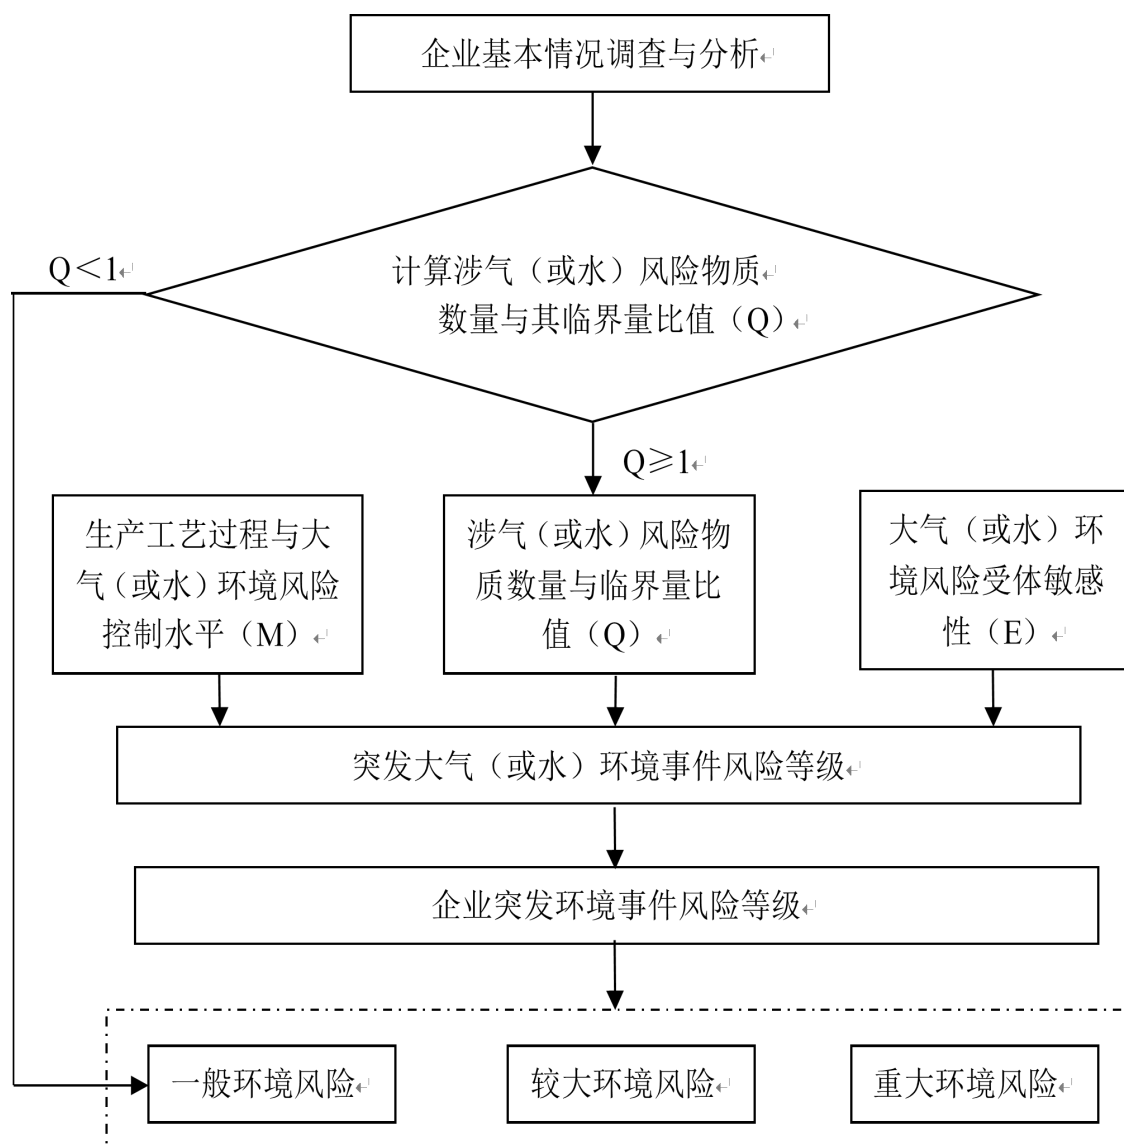 企业基本情况调查与分析
Q＜1
计算涉气（或水）风险物质
数量与其临界量比值（Q）
Q≥1
生产工艺过程与大
气（或水）环境风险
控制水平（M）
涉气（或水）风险物
质数量与临界量比
值（Q）
大气（或水）环
境风险受体敏感
性（E）
突发大气（或水）环境事件风险等级
企业突发环境事件风险等级
一般环境风险
较大环境风险
重大环境风险